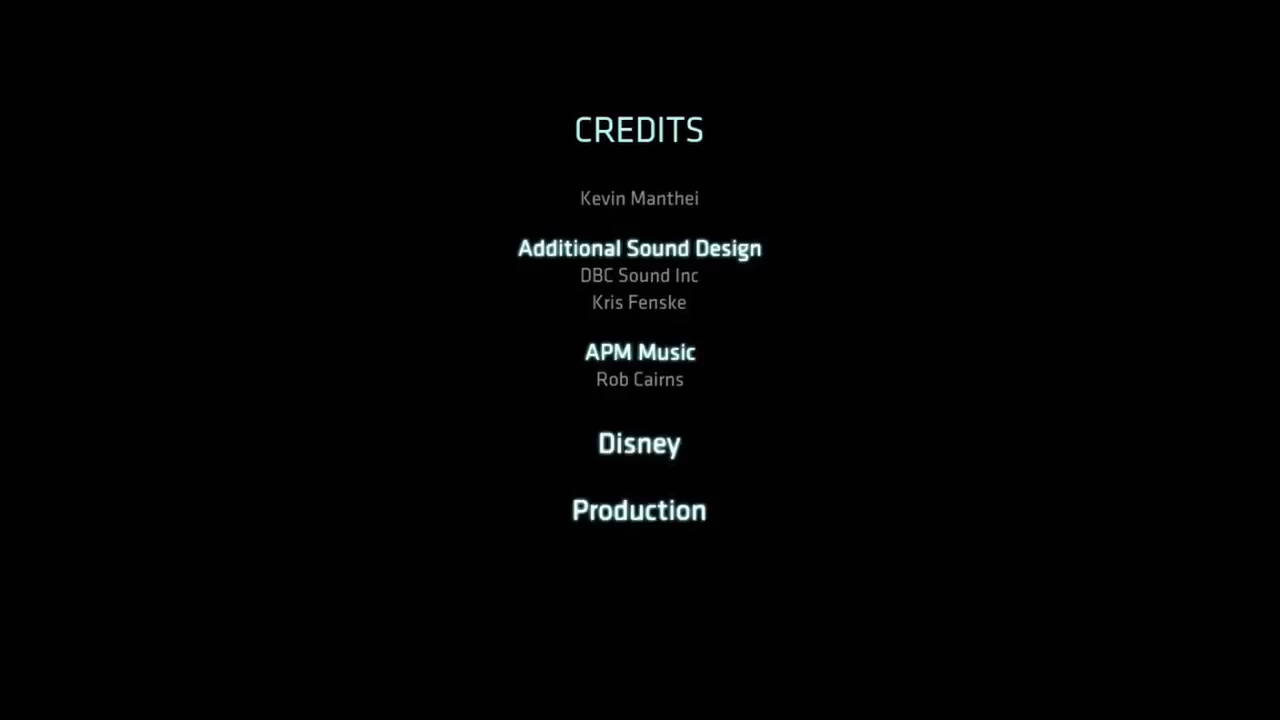 CREDITS
Kevin Manthei
Additional Sound Design
DBC Sound Inc
Kris Fenske
APM Music
Rob Cairns
Disney
Production